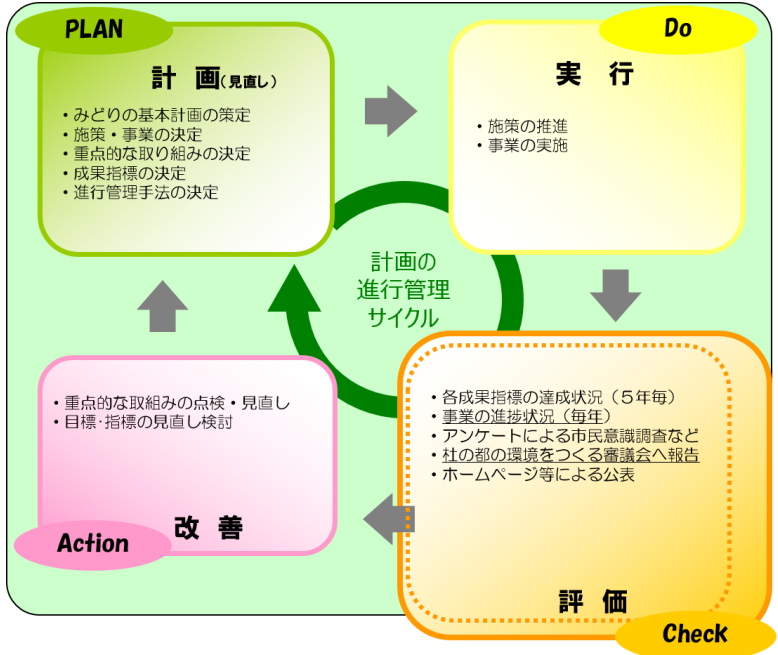 PLAN
計 画(見直し)
・みどりの基本計画の策定
・施策・事業の決定
・重点的な取り組みの決定
・成果指標の決定
・進行管理手法の決定
Do
実 行
・施策の推進
・事業の実施
計画の
進行管理
サイクル
・重点的な取組みの点検・見直し
・目標・指標の見直し検討
改 善
Action
・各成果指標の達成状況（５年毎）
・事業の進捗状況（毎年）
・アンケートによる市民意識調査など
・杜の都の環境をつくる審議会へ報告
・ホームページ等による公表
評 価
Check